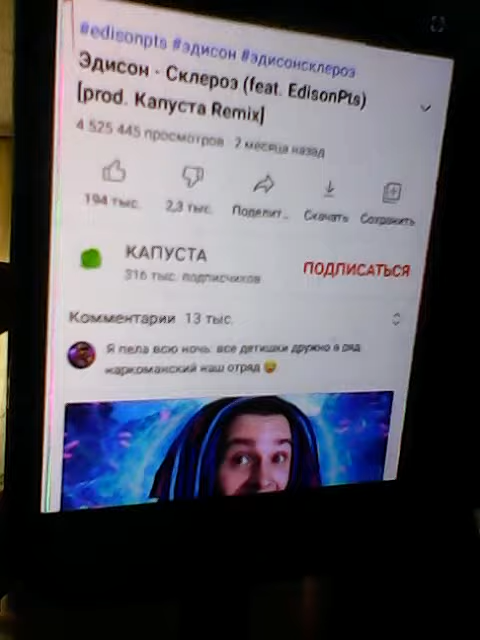 #edisonpts #эдисон #эдисонсклероз
Эдисон - Склероз (feat. EdisonPts)
[prod. Капуста Remix]
4 525 445 просмотров 2 месяца назад
194 тыс. 2,3 тыс. Поделит... Скачать Сохранить
КАПУСТА
316 тыс. подписчиков
ПОДПИСАТЬСЯ
Комментарии 13 тыс.
Я пела всю ночь: все детишки дружно в ряд
наркоманский наш отряд 😄